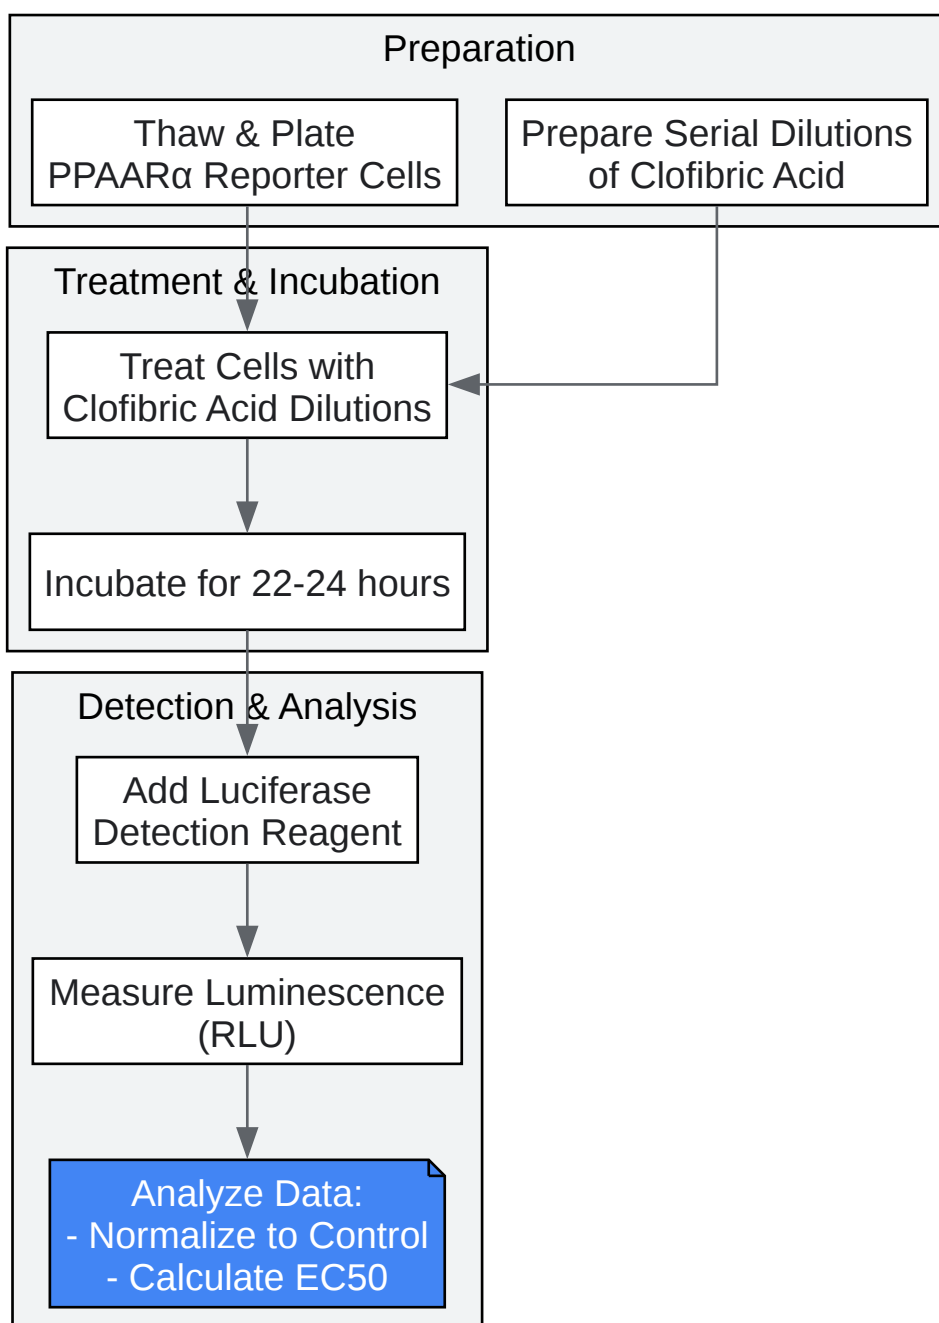 Preparation
Thaw & Plate
PPAARα Reporter Cells
Prepare Serial Dilutions
of Clofibric Acid
Treatment & Incubation
Treat Cells with
Clofibric Acid Dilutions
Incubate for 22-24 hours
Detection & Analysis
Add Luciferase
Detection Reagent
Measure Luminescence
(RLU)
Analyze Data:
- Normalize to Control
- Calculate EC50